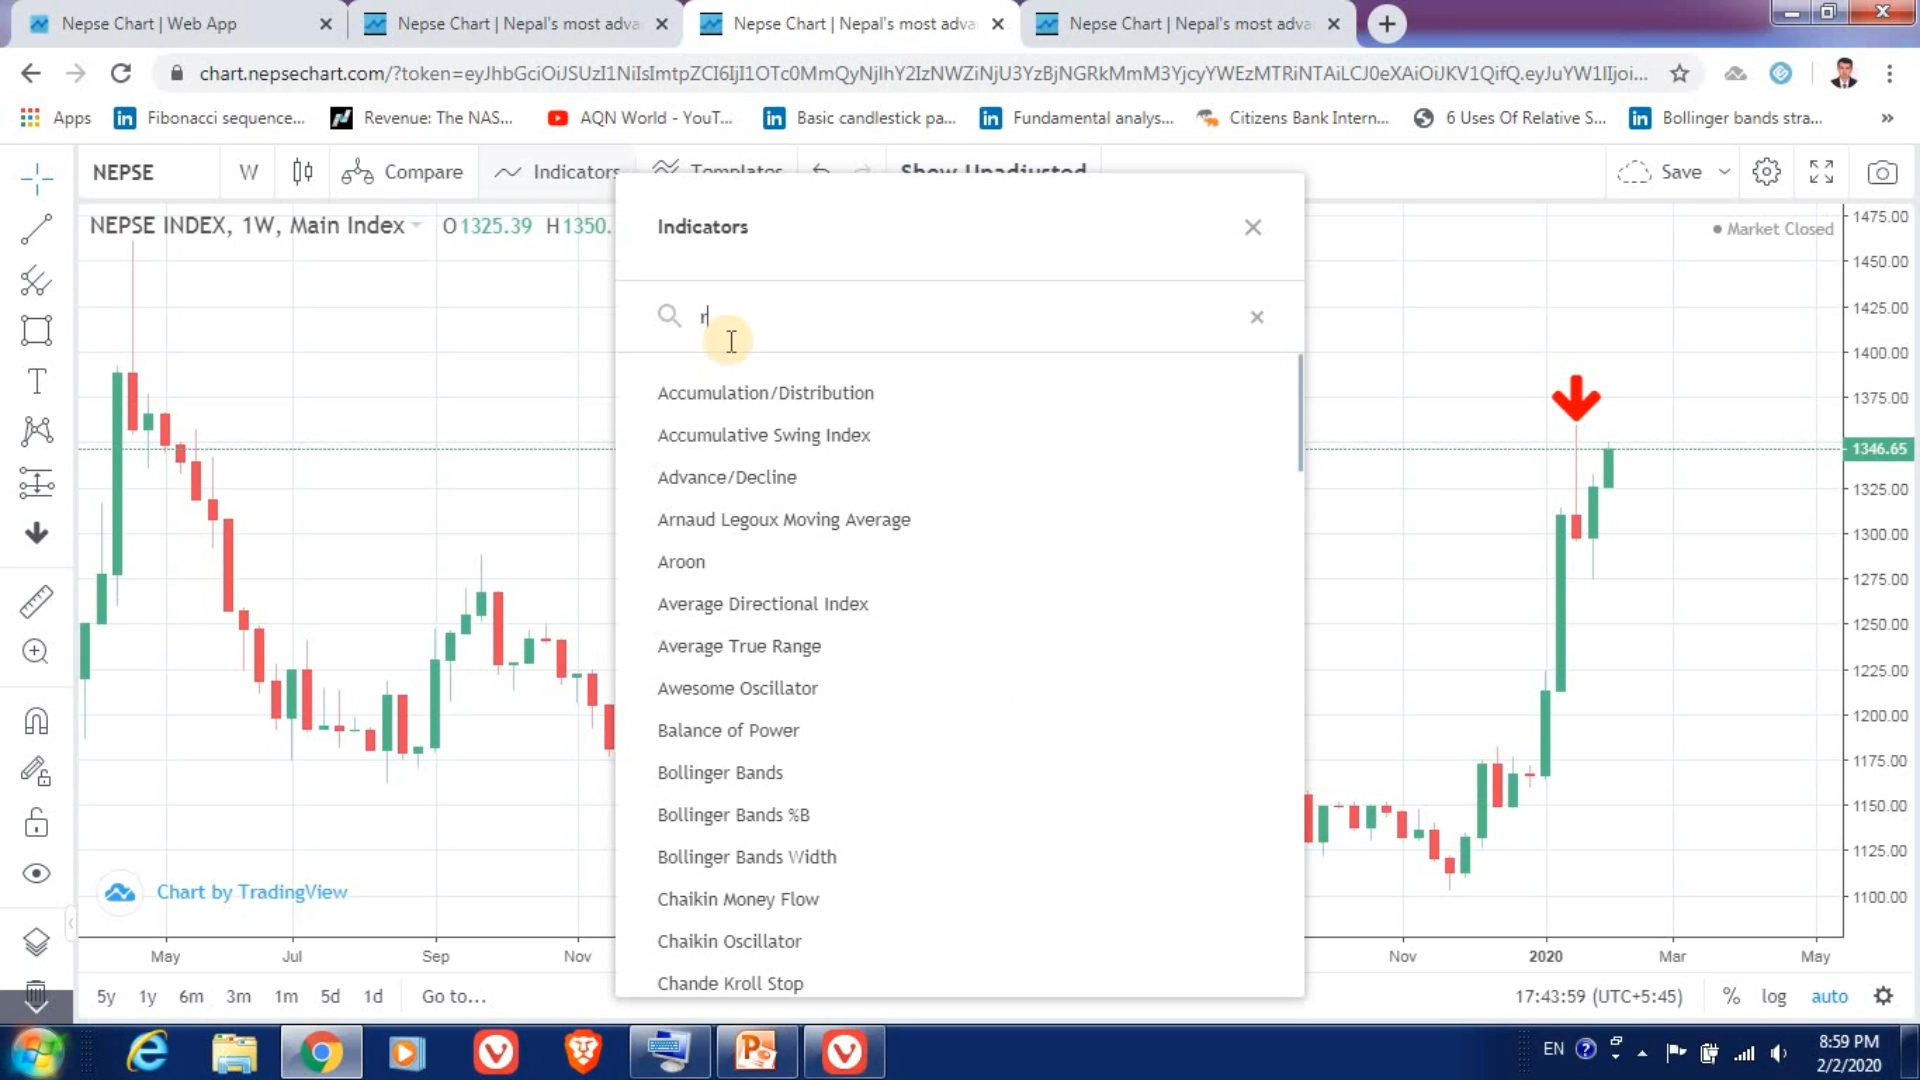 Nepse Chart | Web App
Nepse Chart | Nepal's most adva
Nepse Chart | Nepal's most adva
Nepse Chart | Nepal's most adva
chart.nepsechart.com/?token=eyJhbGciOiJSUzI1NiIsImtpZCI6IjI1OTc0MmQyNjlhY2IzNWZiNjU3YzBjNGRkMmM3YjcyYWEzMTRiNTAiLCJ0eXAiOiJKV1QifQ.eyJuYW1lIjoi...
Apps
Fibonacci sequence...
Revenue: The NAS...
AQN World - YouT...
Basic candlestick pa...
Fundamental analys...
Citizens Bank Intern...
6 Uses Of Relative S...
Bollinger bands stra...
»
NEPSE
W
Compare
Indicators
Templates
Show Unadjusted
Save
NEPSE INDEX, 1W, Main Index
O1325.39 H1350.
Market Closed
Indicators
r
Accumulation/Distribution
Accumulative Swing Index
Advance/Decline
Arnaud Legoux Moving Average
Aroon
Average Directional Index
Average True Range
Awesome Oscillator
Balance of Power
Bollinger Bands
Bollinger Bands %B
Bollinger Bands Width
Chaikin Money Flow
Chaikin Oscillator
Chande Kroll Stop
1475.00
1450.00
1425.00
1400.00
1375.00
1346.65
1325.00
1300.00
1275.00
1250.00
1225.00
1200.00
1175.00
1150.00
1125.00
1100.00
Chart by TradingView
May Jul Sep Nov Nov 2020 Mar May
5y 1y 6m 3m 1m 5d 1d Go to...
17:43:59 (UTC+5:45) % log auto
EN
8:59 PM
2/2/2020